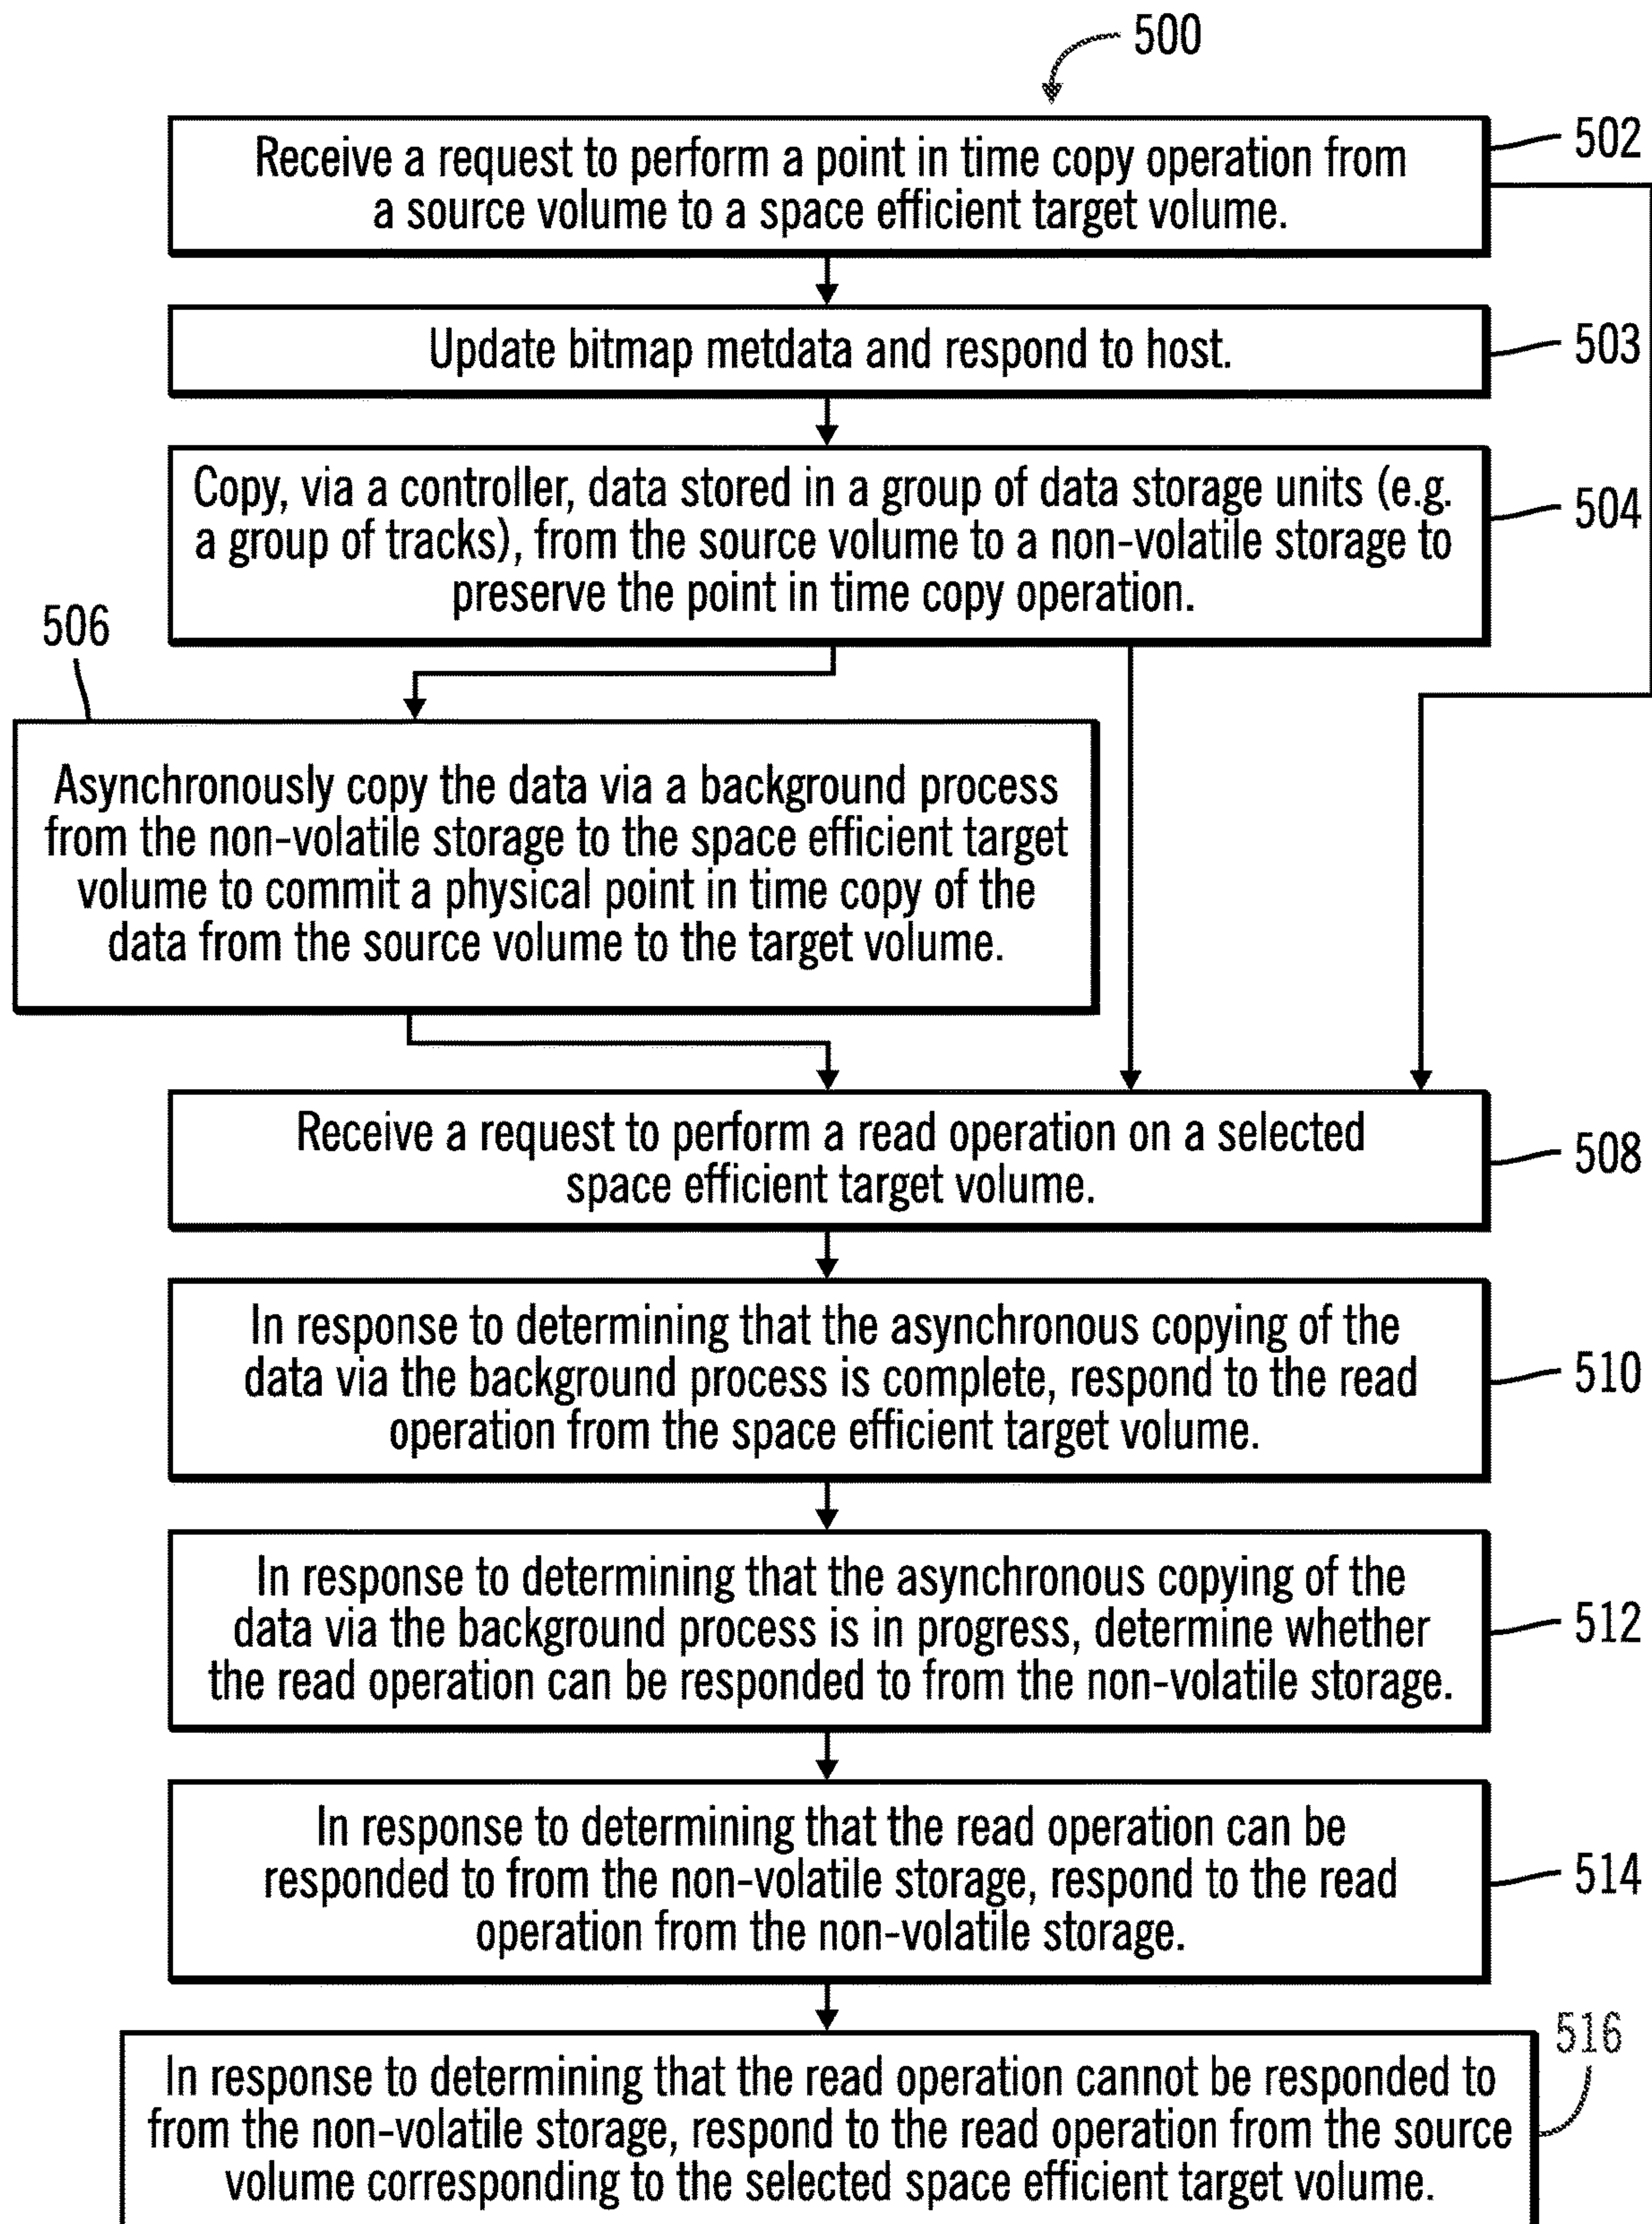 500
Receive a request to perform a point in time copy operation from
a source volume to a space efficient target volume.
502
Update bitmap metdata and respond to host.
503
Copy, via a controller, data stored in a group of data storage units (e.g.
a group of tracks), from the source volume to a non-volatile storage to
preserve the point in time copy operation.
504
506
Asynchronously copy the data via a background process
from the non-volatile storage to the space efficient target
volume to commit a physical point in time copy of the
data from the source volume to the target volume.
Receive a request to perform a read operation on a selected
space efficient target volume.
508
In response to determining that the asynchronous copying of the
data via the background process is complete, respond to the read
operation from the space efficient target volume.
510
In response to determining that the asynchronous copying of the
data via the background process is in progress, determine whether
the read operation can be responded to from the non-volatile storage.
512
In response to determining that the read operation can be
responded to from the non-volatile storage, respond to the read
operation from the non-volatile storage.
514
516
In response to determining that the read operation cannot be responded to
from the non-volatile storage, respond to the read operation from the source
volume corresponding to the selected space efficient target volume.